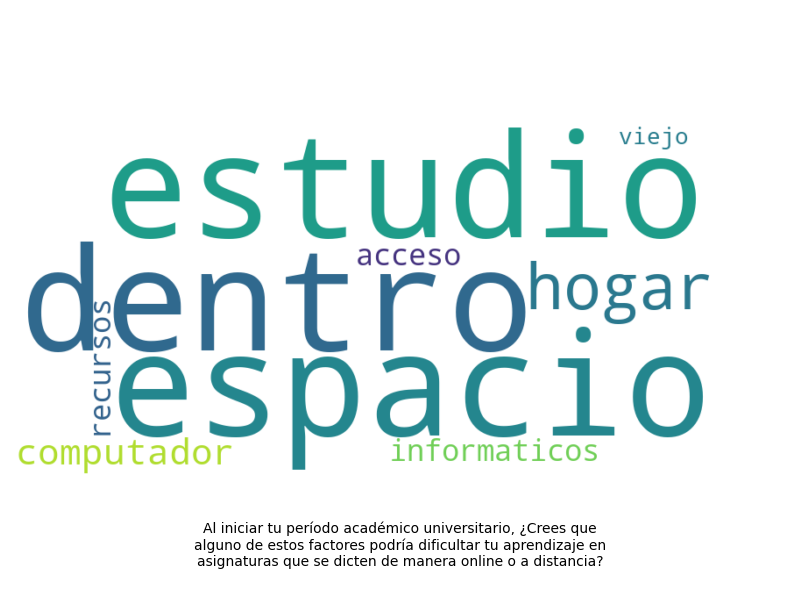 viejo
estudio
acceso
dentro
hogar
recursos
espacio
computador
informaticos
Al iniciar tu período académico universitario, ¿Crees que
alguno de estos factores podría dificultar tu aprendizaje en
asignaturas que se dicten de manera online o a distancia?